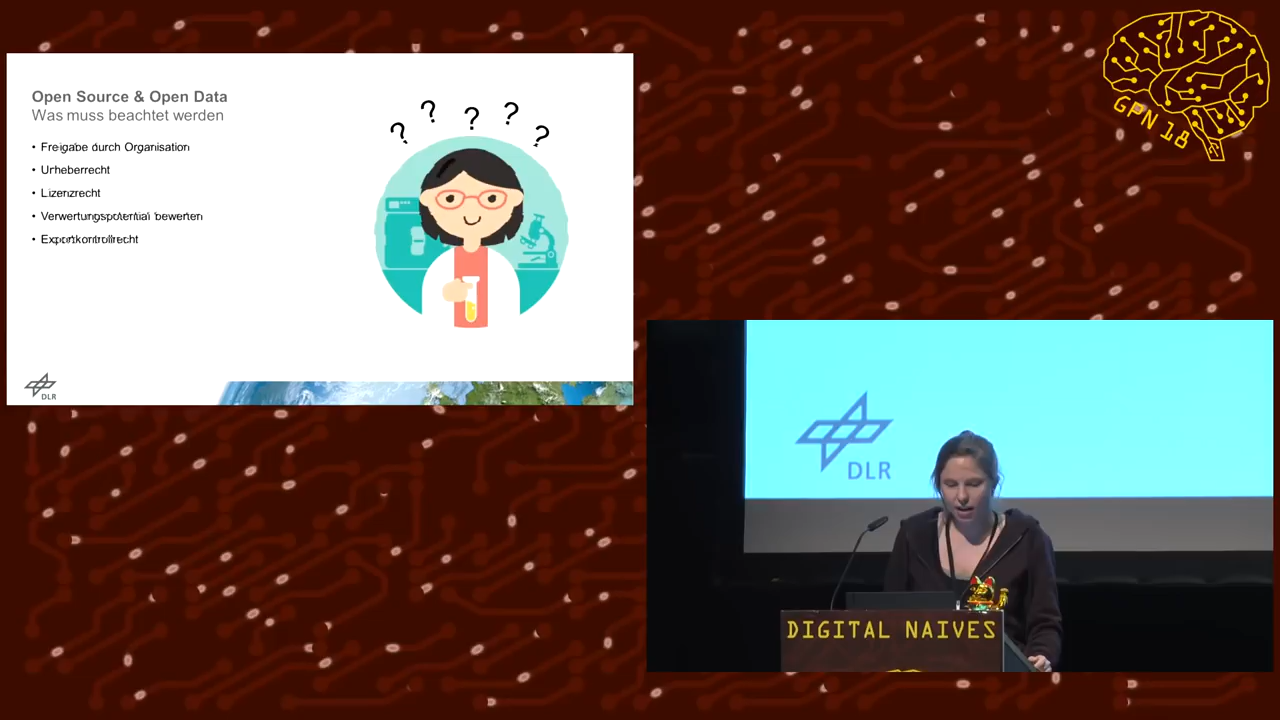 Open Source & Open Data
Was muss beachtet werden
• Freigabe durch Organisation
• Urheberrecht
• Lizenzrecht
• Verwertungspotential bewerten
• Exportkontrollrecht
? ? ? ? ?
DLR
GPN 18
DLR
DIGITAL NAIVES